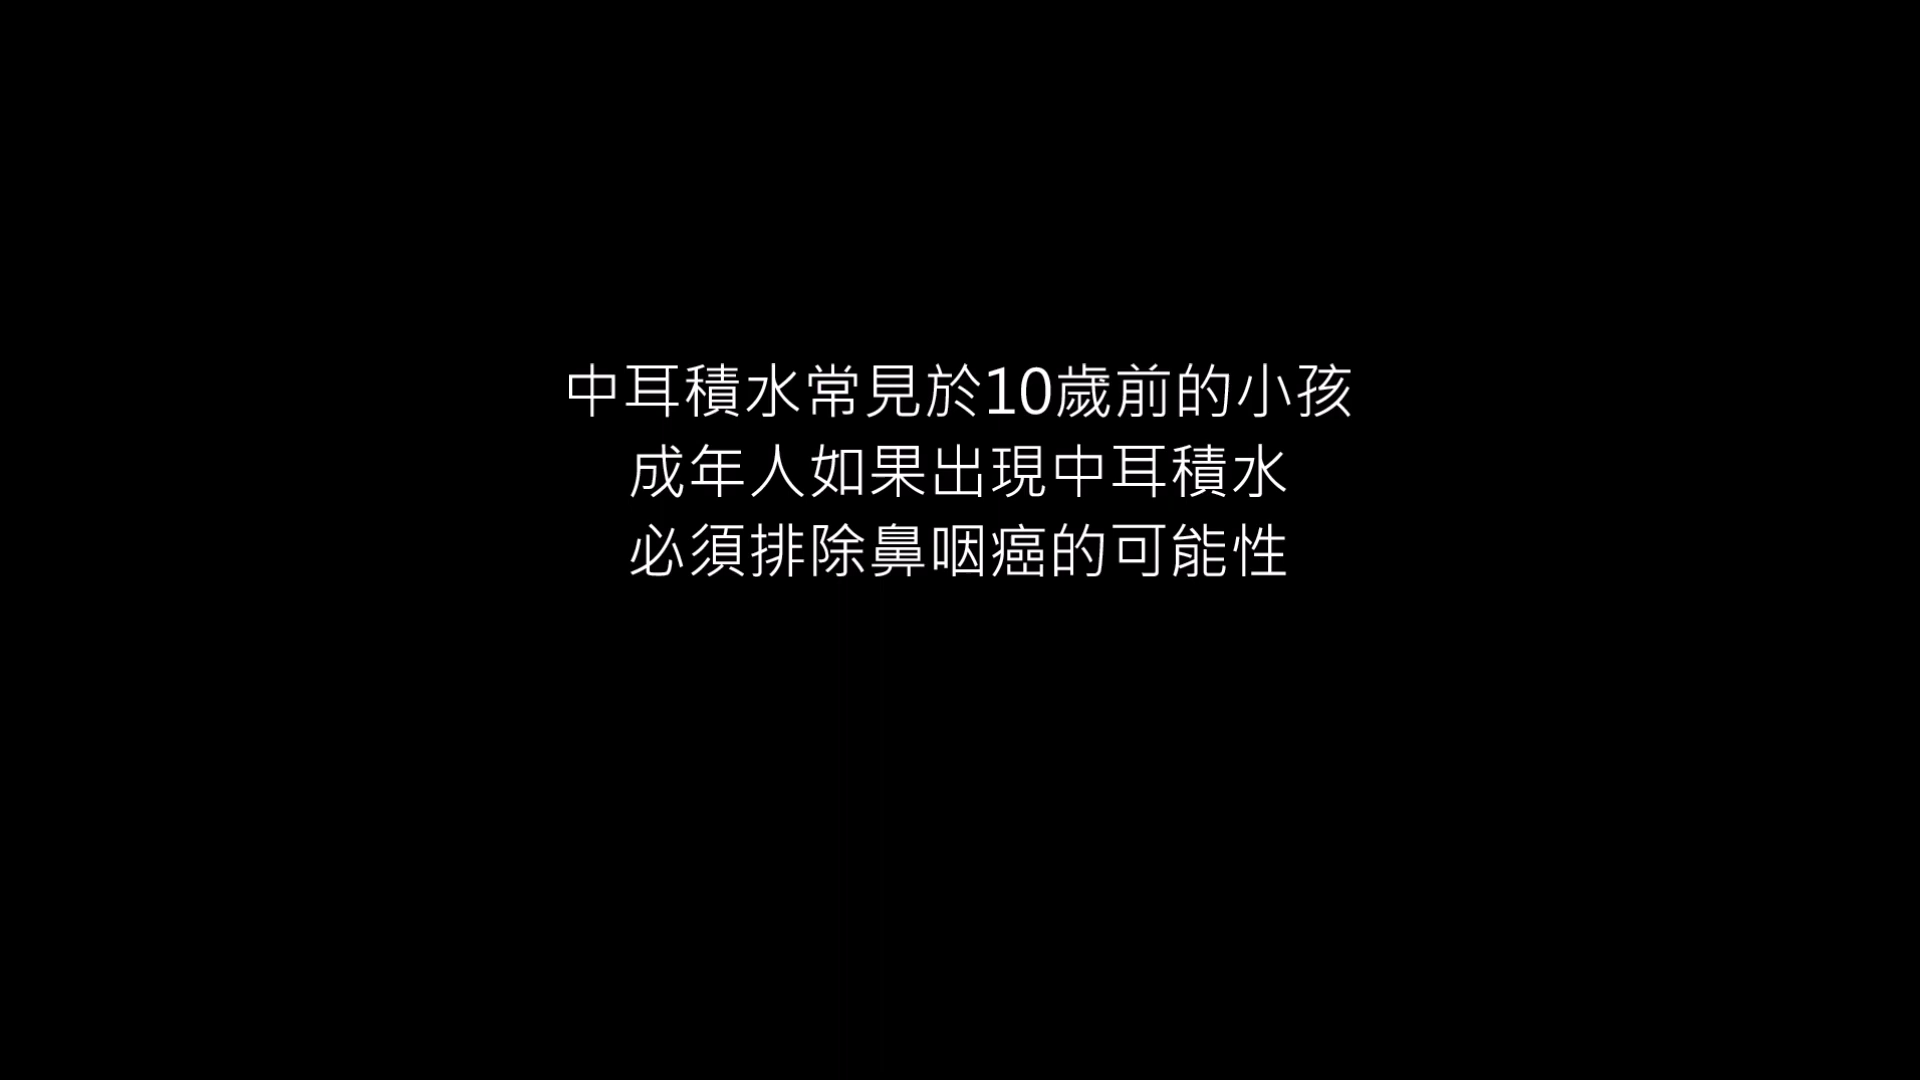 中耳積水常見於10歲前的小孩
成年人如果出現中耳積水
必須排除鼻咽癌的可能性